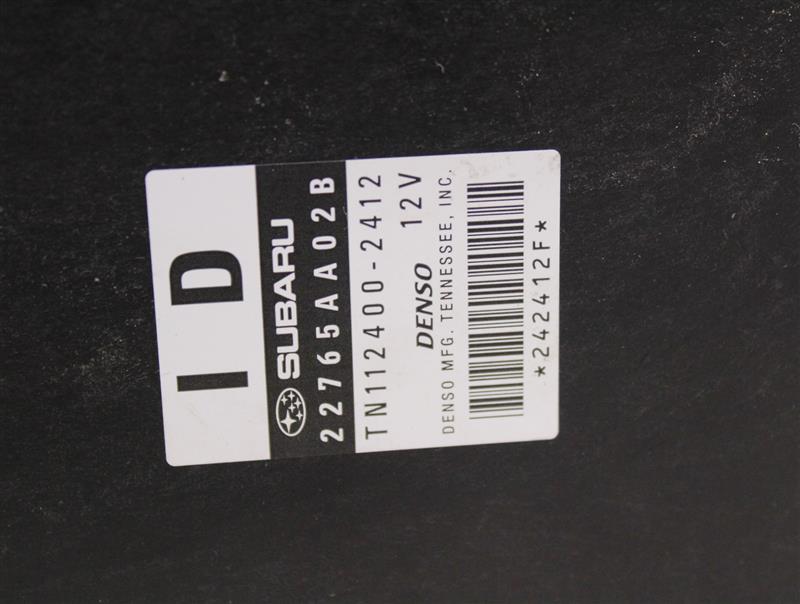 I D
SUBARU
22765AA02B
TN112400-2412
DENSO 12V
DENSO MFG. TENNESSEE, INC.
*242412F*